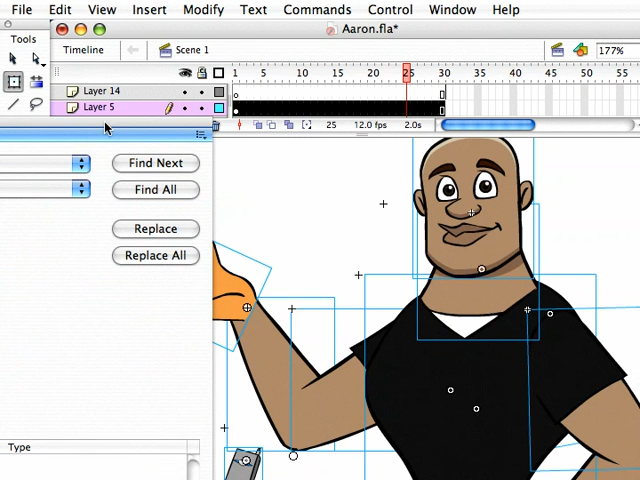 File Edit View Insert Modify Text Commands Control Window Help
Aaron.fla*
Tools
Timeline
Scene 1
177%
1 5 10 15 20 25 30 35 40 45 50 55
Layer 14
Layer 5
25 12.0 fps 2.0s
Find Next
Find All
Replace
Replace All
Type